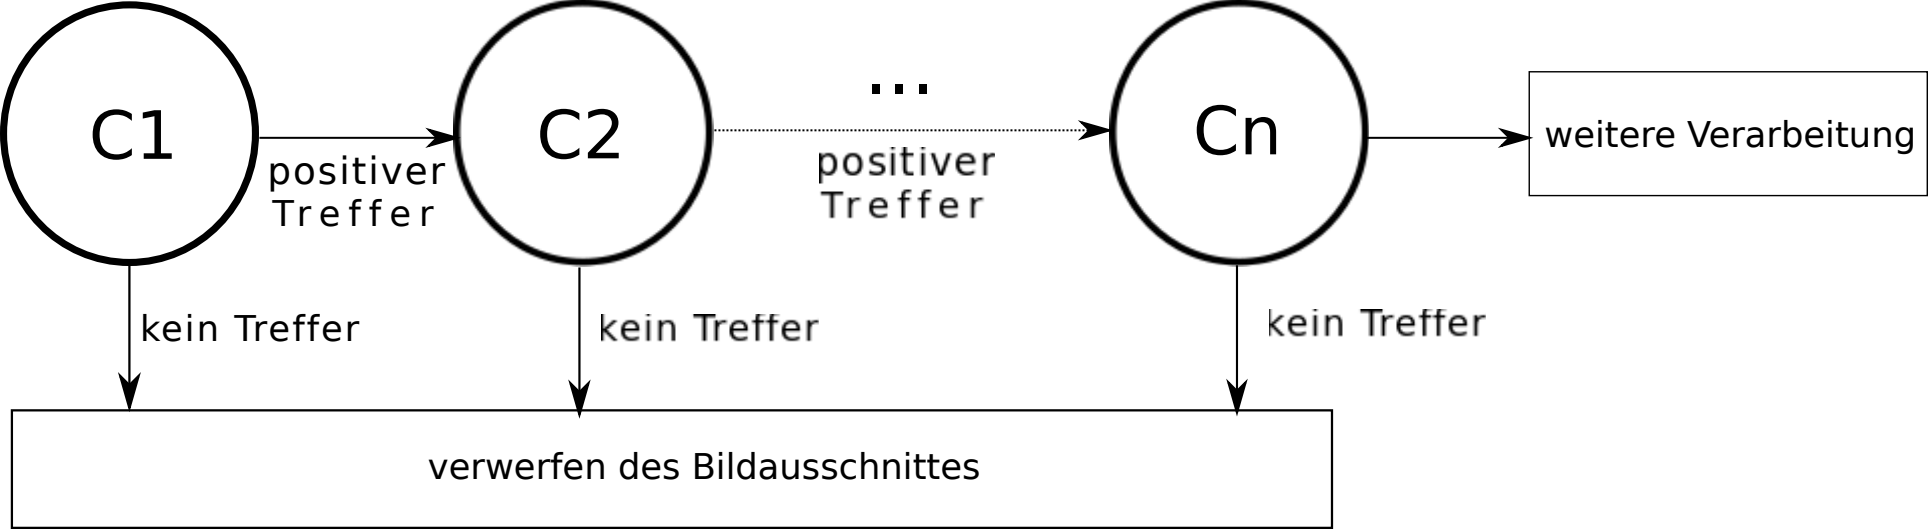 C1
positiver
Treffer
C2
...
positiver
Treffer
Cn
weitere Verarbeitung
kein Treffer
kein Treffer
kein Treffer
verwerfen des Bildausschnittes